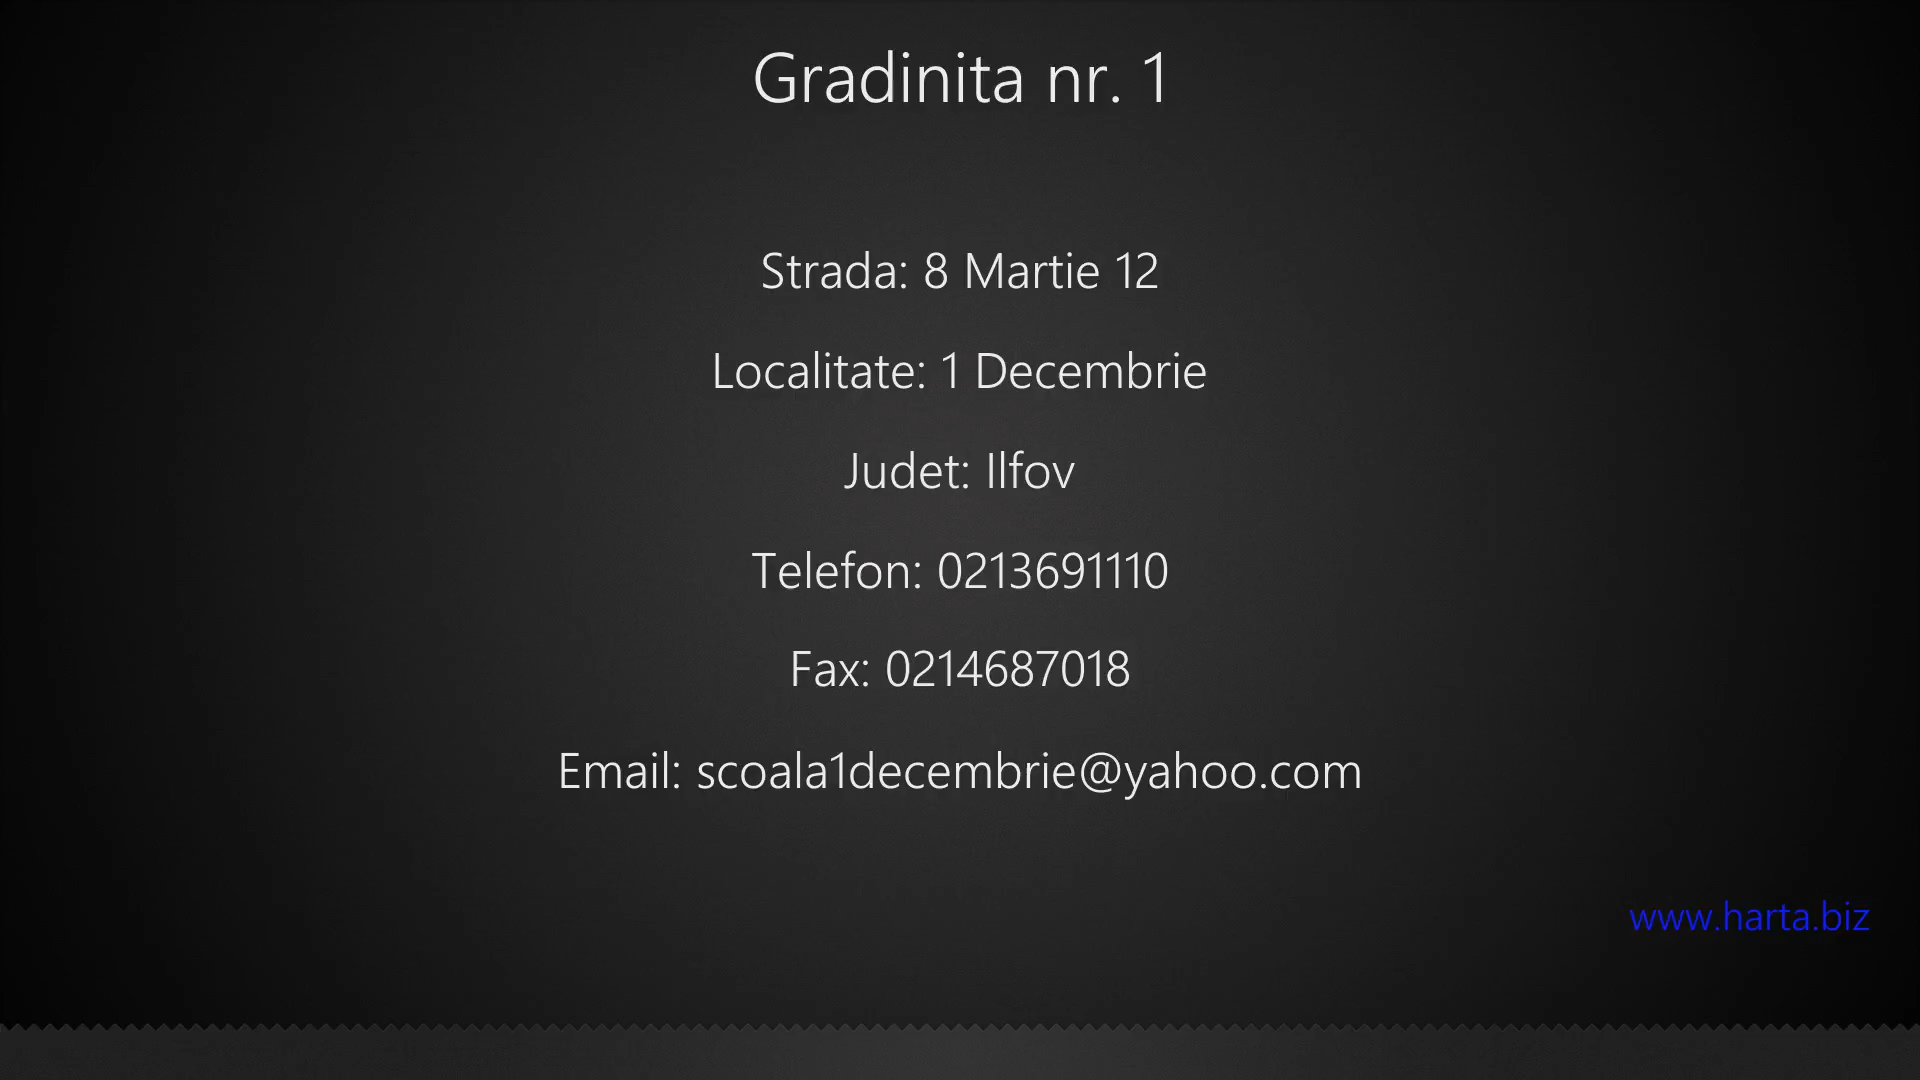 Gradinita nr. 1
Strada: 8 Martie 12
Localitate: 1 Decembrie
Judet: Ilfov
Telefon: 0213691110
Fax: 0214687018
Email: scoala1decembrie@yahoo.com
www.harta.biz